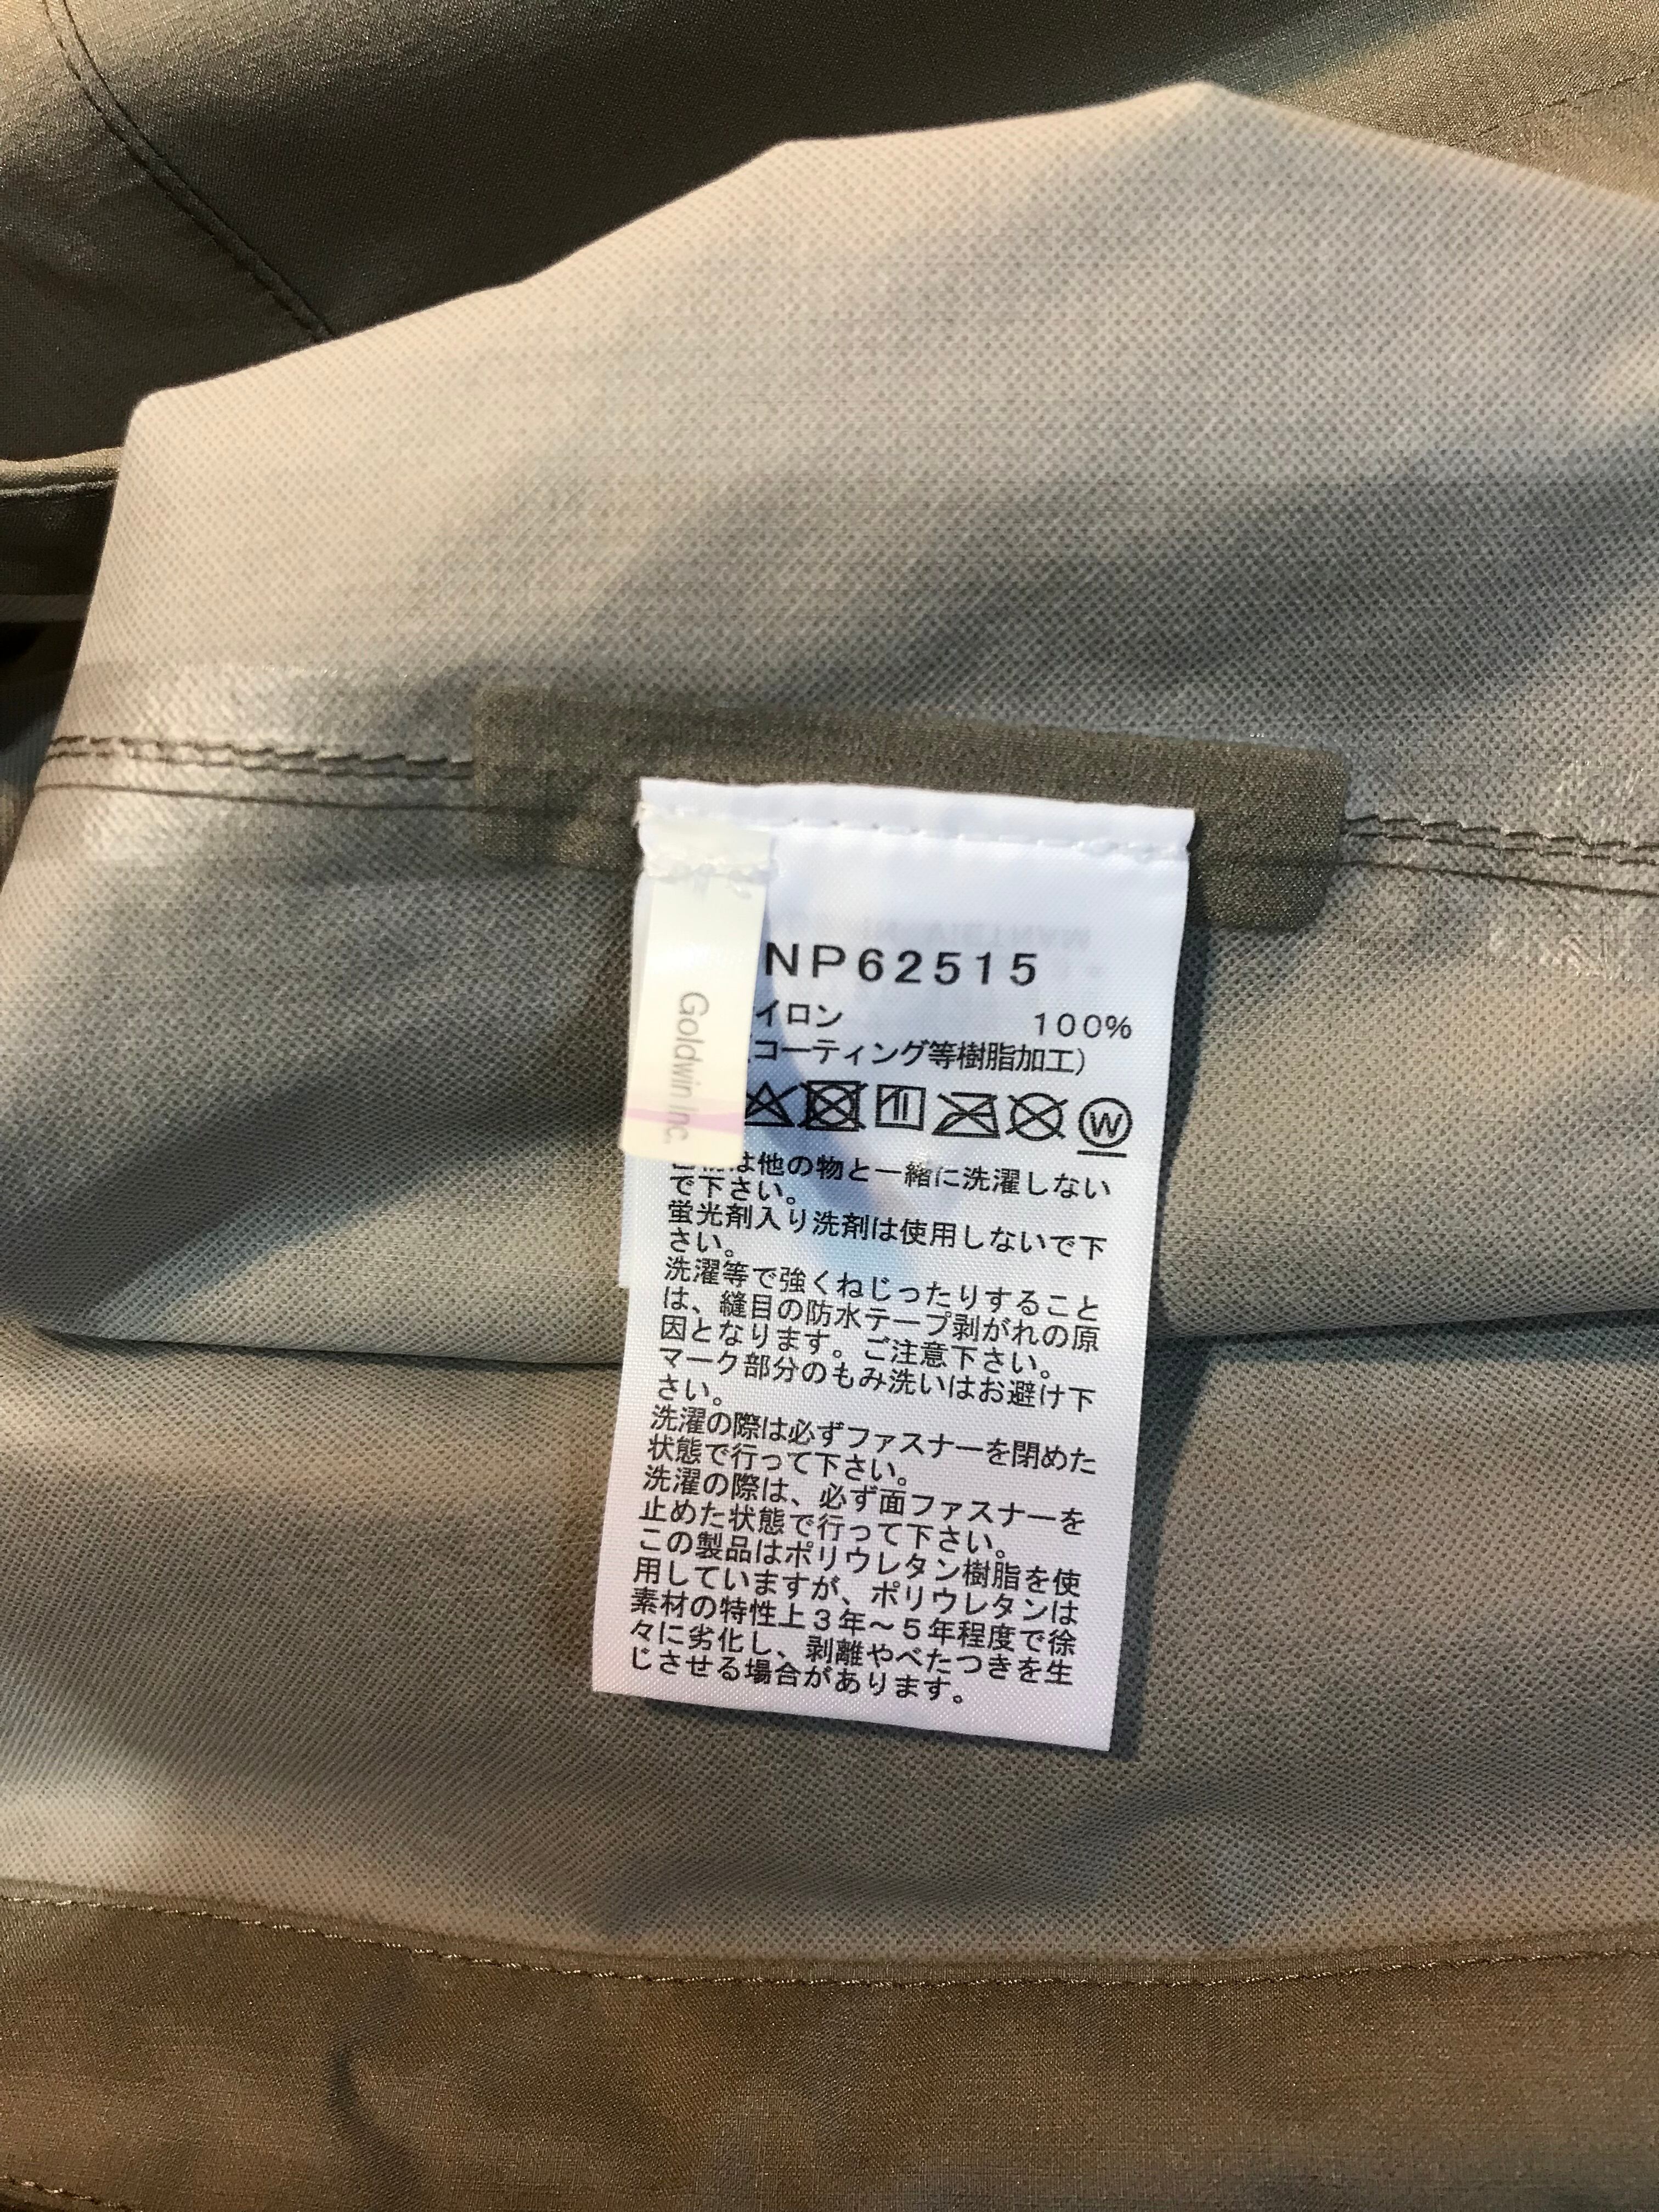 NP62515
イロン 100%
コーティング等樹脂加工)
Goldwin Inc.
W
は他の物と一緒に洗濯しない
で下さい。
蛍光剤入り洗剤は使用しないで下
さい。
洗濯等で強くねじったりすること
は、縫目の防水テープ剥がれの原
因となります。ご注意下さい。
マーク部分のもみ洗いはお避け下
さい。
洗濯の際は必ずファスナーを閉めた
状態で行って下さい。
洗濯の際は、必ず面ファスナーを
止めた状態で行って下さい。
この製品はポリウレタン樹脂を使
用していますが、ポリウレタンは
素材の特性上3年~5年程度で徐
々に劣化し、剥離やべたつきを生
じさせる場合があります。